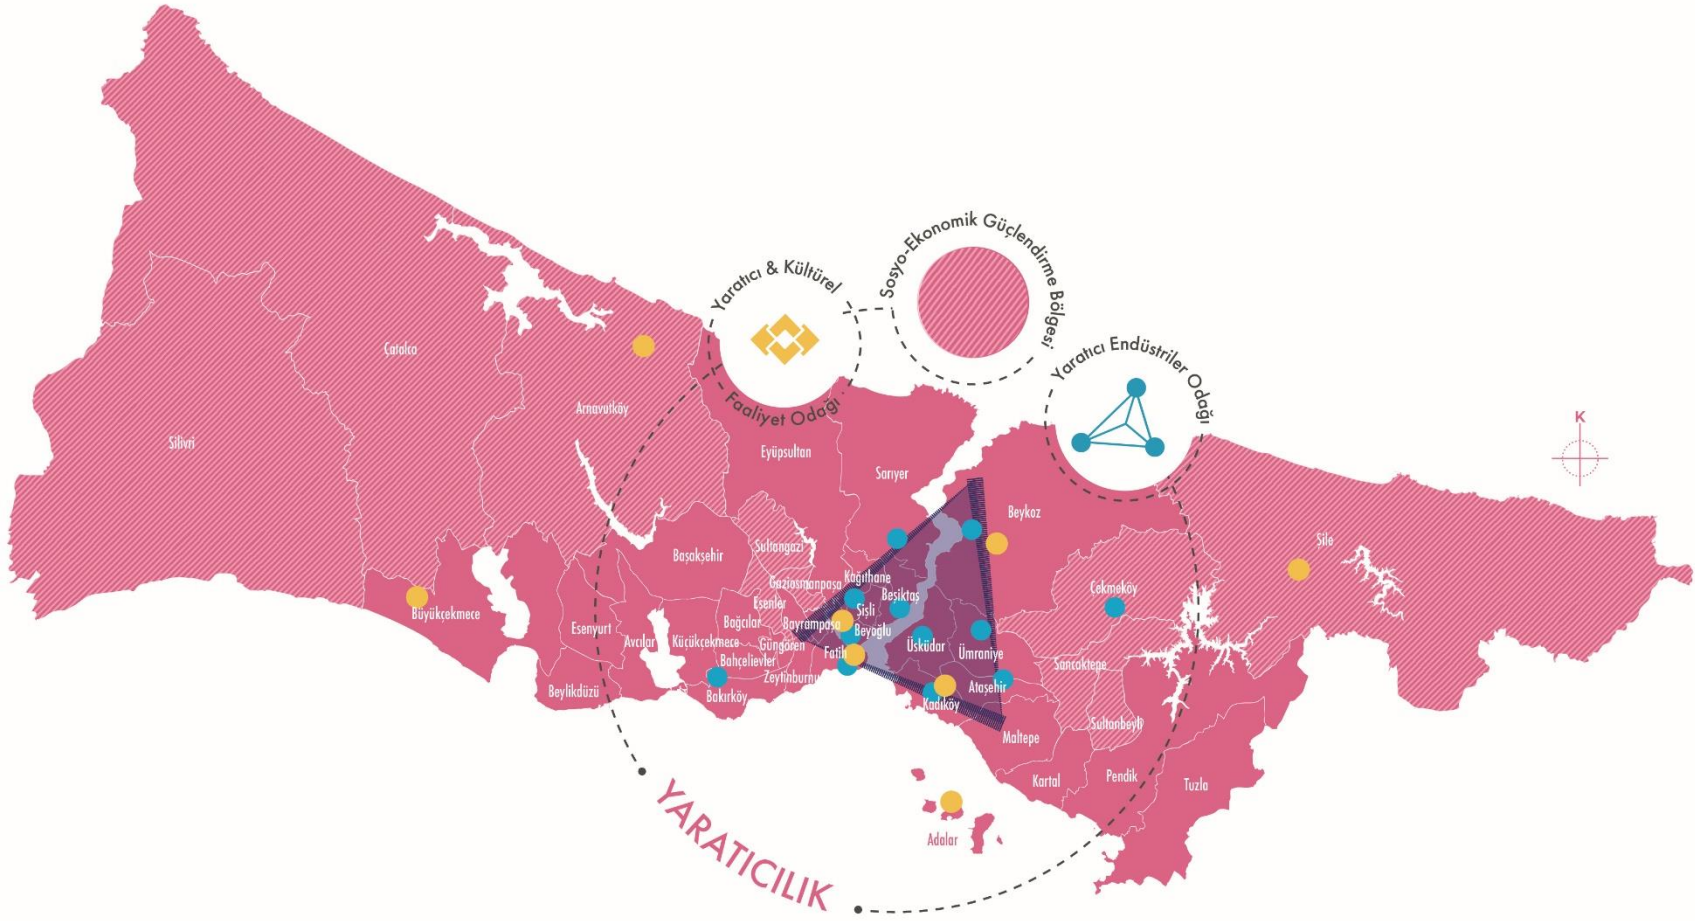 Yaratıcı & Kültürel
Faaliyet Odağı
Sosyo-Ekonomik Güçlendirme Bölgesi
Yaratıcı Endüstriler Odağı
K
Çatalca
Arnavutköy
Silivri
Eyüpsultan
Sarıyer
Beykoz
Şile
Başakşehir
Sultangazi
Gaziosmanpaşa
Kağıthane
Çekmeköy
Büyükçekmece
Esenyurt
Avcılar
Küçükçekmece
Bağcılar
Esenler
Bayrampaşa
Şişli
Beşiktaş
Beyoğlu
Güngören
Fatih
Üsküdar
Ümraniye
Sancaktepe
Bahçelievler
Zeytinburnu
Beylikdüzü
Bakırköy
Kadıköy
Ataşehir
Sultanbeyli
Maltepe
Kartal
Pendik
Tuzla
Adalar
YARATICILIK